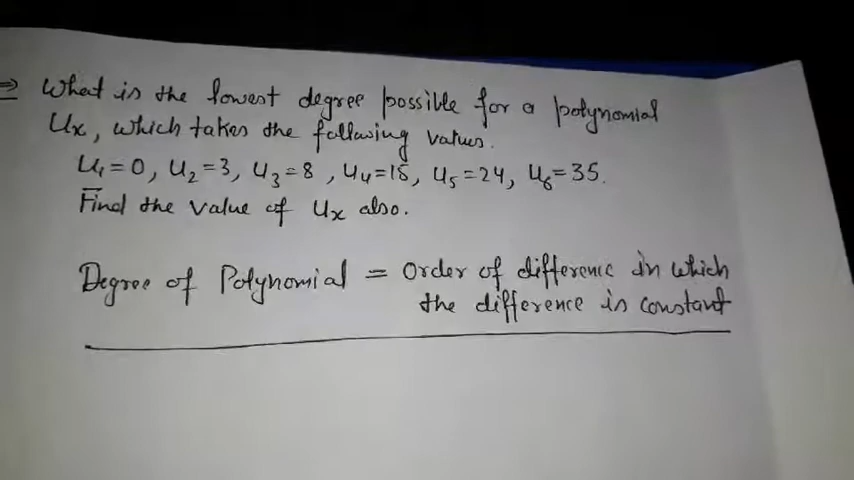 ⇒ What is the lowest degree possible for a polynomial
Ux, which takes the following values.
U1=0, U2=3, U3=8, U4=15, U5=24, U6=35.
Find the value of Ux also.
Degree of Polynomial = Order of difference in which
the difference is constant